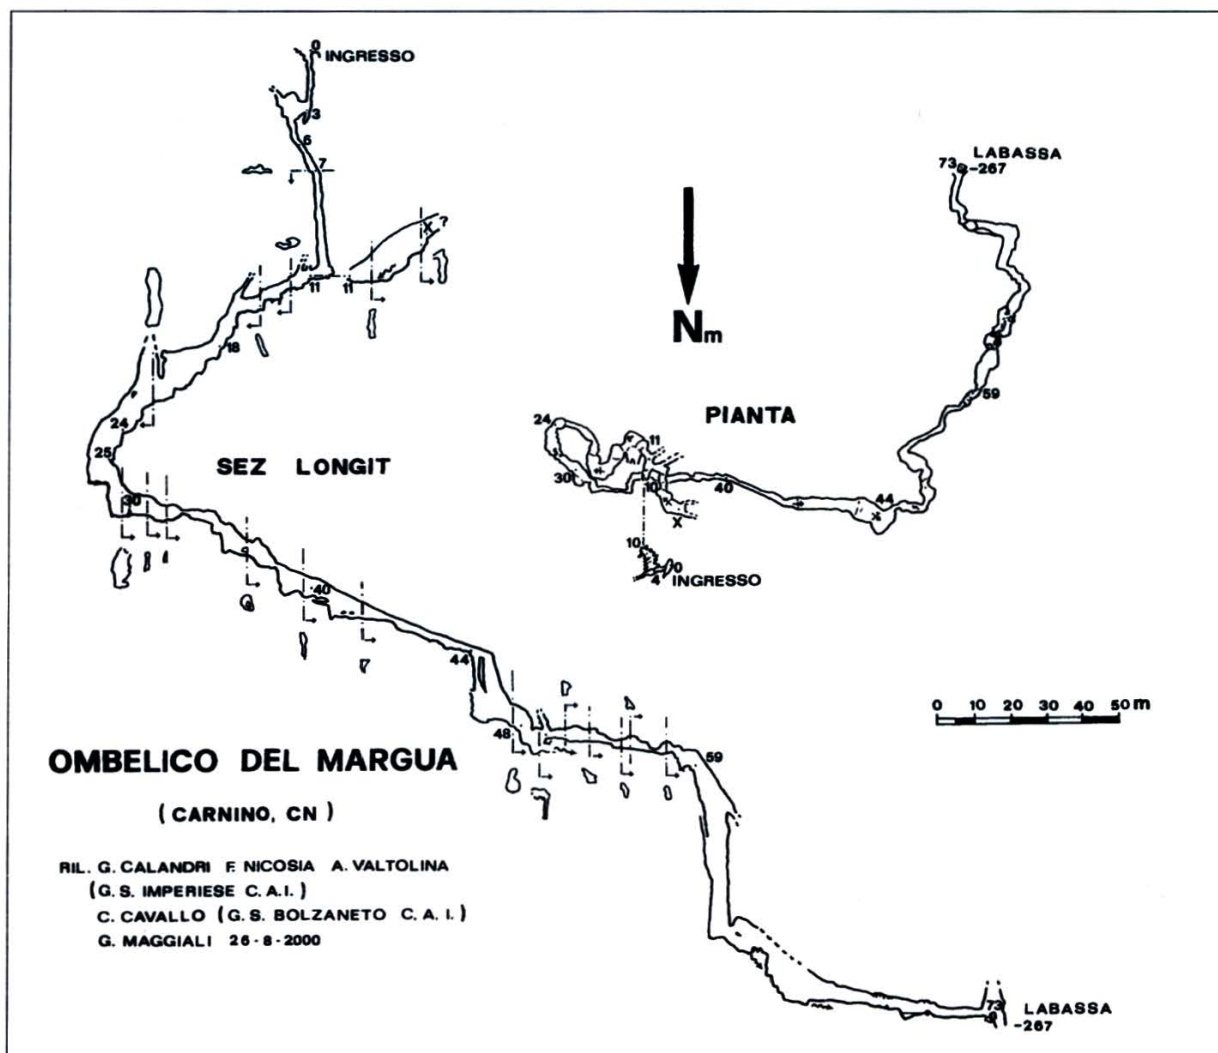 0 INGRESSO
3
6
7
?
X
11 11
18
24
25
30
SEZ LONGIT
40
44
48
59
73 LABASSA
-267
73 LABASSA
-267
Nm
PIANTA
59
24
11
30
10
40
44
X
10
0
4 INGRESSO
0 10 20 30 40 50 m
OMBELICO DEL MARGUA
( CARNINO, CN )
RIL. G. CALANDRI F. NICOSIA A. VALTOLINA
(G. S. IMPERIESE C. A. I. )
C. CAVALLO ( G. S. BOLZANETO C. A. I. )
G. MAGGIALI 26-8-2000